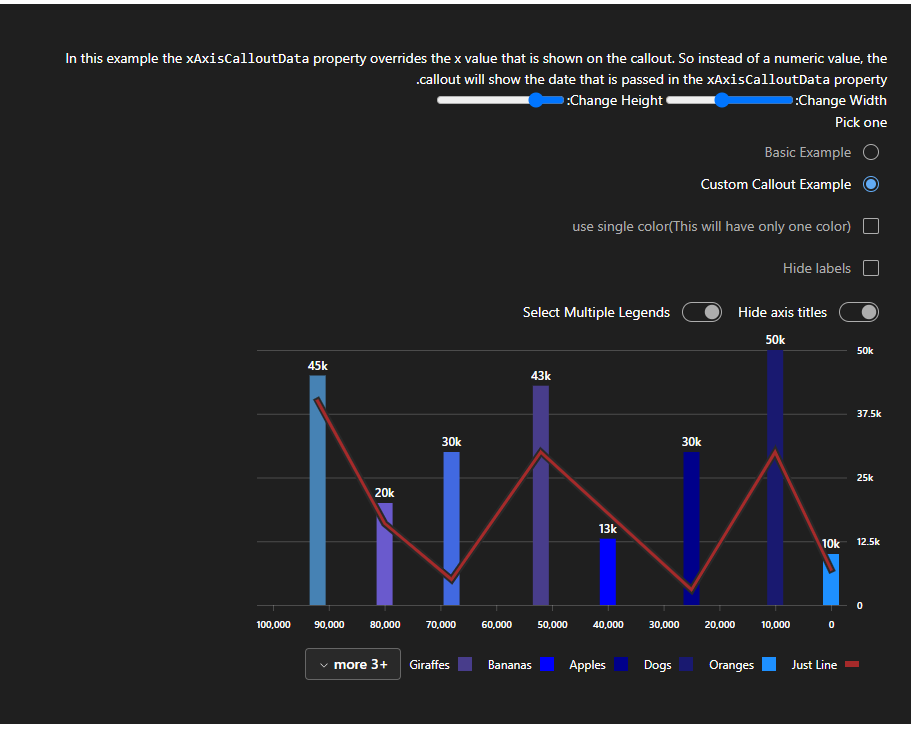 In this example the xAxisCalloutData property overrides the x value that is shown on the callout. So instead of a numeric value, the
.callout will show the date that is passed in the xAxisCalloutData property
:Change Height :Change Width
Pick one
Basic Example
Custom Callout Example
use single color(This will have only one color)
Hide labels
Select Multiple Legends Hide axis titles
50k
50k
45k
43k
37.5k
30k
30k
25k
20k
13k
12.5k
10k
0
100,000 90,000 80,000 70,000 60,000 50,000 40,000 30,000 20,000 10,000 0
more 3+ Giraffes Bananas Apples Dogs Oranges Just Line